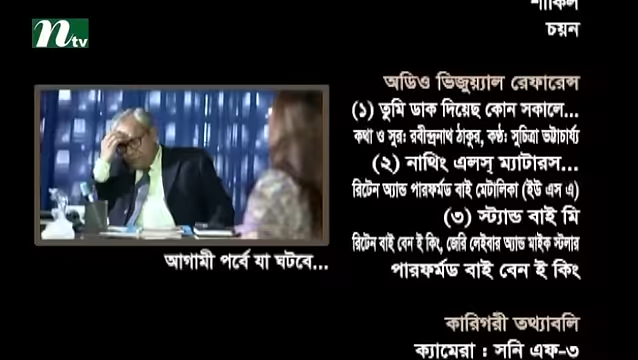 ntv
শাকিল
চয়ন
অডিও ভিজুয়্যাল রেফারেন্স
(১) তুমি ডাক দিয়েছ কোন সকালে...
কথা ও সুর: রবীন্দ্রনাথ ঠাকুর, কণ্ঠ: সুচিত্রা ভট্টাচার্য্য
(২) নাথিং এলস্ ম্যাটারস...
রিটেন অ্যান্ড পারফর্মড বাই মেটালিকা (ইউ এস এ)
(৩) স্ট্যান্ড বাই মি
রিটেন বাই বেন ই কিং, জেরি লেইবার অ্যান্ড মাইক স্টলার
পারফর্মড বাই বেন ই কিং
আগামী পর্বে যা ঘটবে...
কারিগরী তথ্যাবলি
ক্যামেরা : সনি এফ-৩